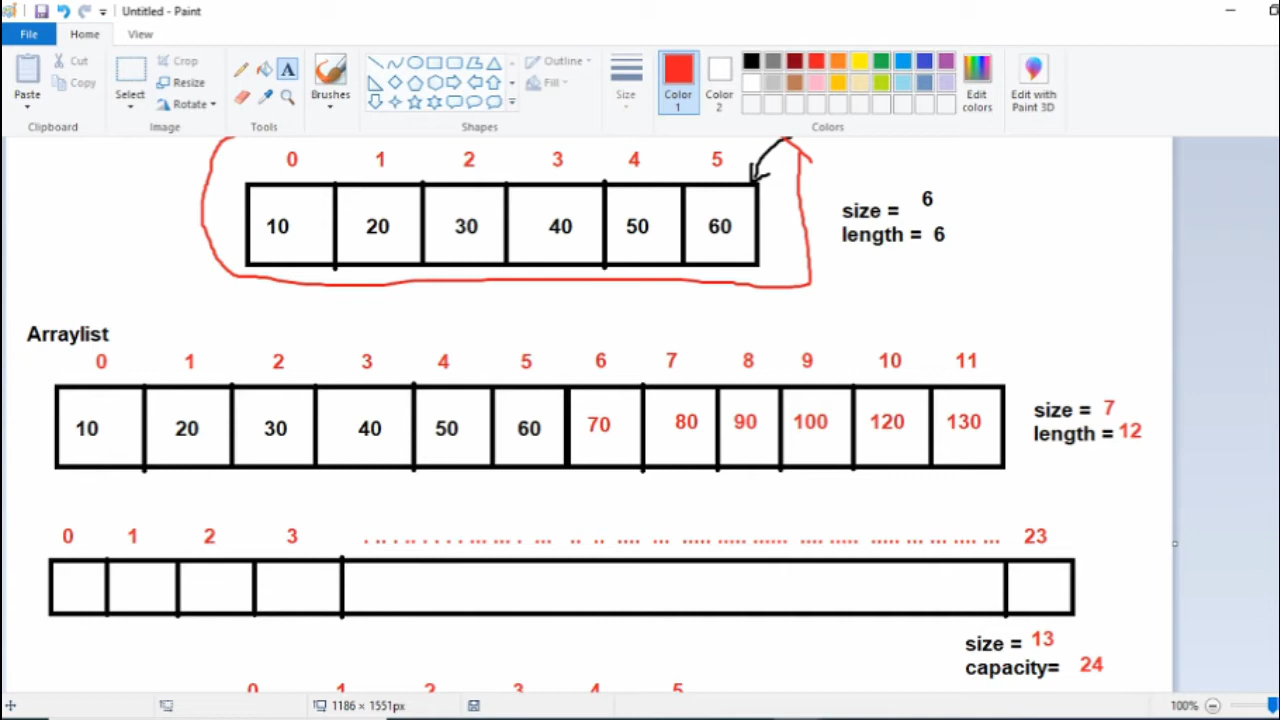 Untitled - Paint
File Home View
Cut
Copy
Paste
Clipboard
Crop
Resize
Rotate
Select
Image
A
Tools
Brushes
Outline
Fill
Shapes
Size
Color 1
Color 2
Edit colors
Colors
Edit with Paint 3D
0 1 2 3 4 5
10 20 30 40 50 60
size = 6
length = 6
Arraylist
0 1 2 3 4 5 6 7 8 9 10 11
10 20 30 40 50 60 70 80 90 100 120 130
size = 7
length = 12
0 1 2 3 . .. . .. . . . . ... ... . ... .. .. .... ... ..... ..... ...... .... ..... ..... ... ... .... ... 23
size = 13
capacity= 24
0 1 2 3 4 5
1186 × 1551px
100%